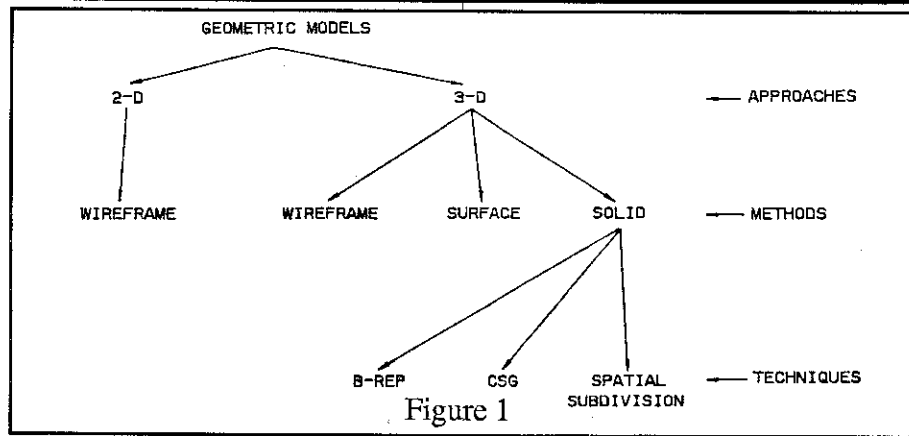 GEOMETRIC MODELS
2-D 3-D APPROACHES
WIREFRAME WIREFRAME SURFACE SOLID METHODS
B-REP CSG SPATIAL SUBDIVISION TECHNIQUES
Figure 1